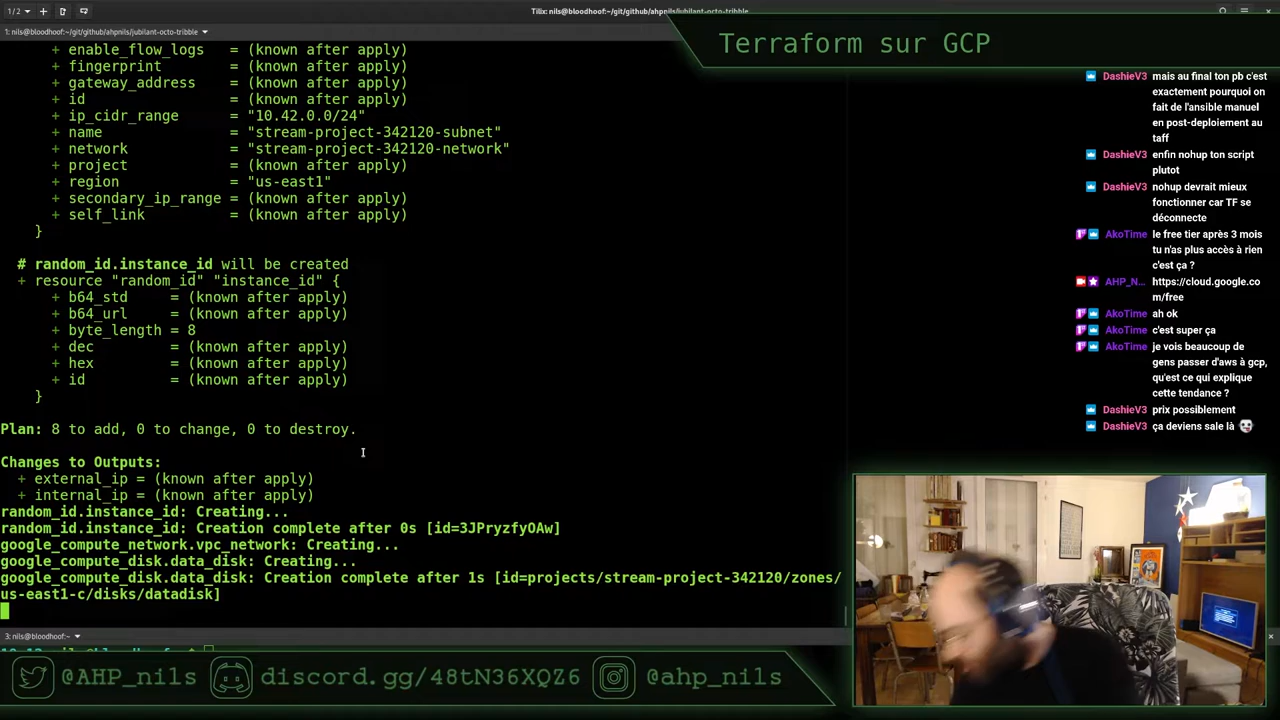 1 / 2
Tilix: nils@bloodhoof:~/git/github/ahpnils/jubilant-octo-tribble
1: nils@bloodhoof:~/git/github/ahpnils/jubilant-octo-tribble
+ enable_flow_logs   = (known after apply)
+ fingerprint        = (known after apply)
+ gateway_address    = (known after apply)
+ id                 = (known after apply)
+ ip_cidr_range      = "10.42.0.0/24"
+ name               = "stream-project-342120-subnet"
+ network            = "stream-project-342120-network"
+ project            = (known after apply)
+ region             = "us-east1"
+ secondary_ip_range = (known after apply)
+ self_link          = (known after apply)
}
# random_id.instance_id will be created
+ resource "random_id" "instance_id" {
+ b64_std     = (known after apply)
+ b64_url     = (known after apply)
+ byte_length = 8
+ dec         = (known after apply)
+ hex         = (known after apply)
+ id          = (known after apply)
}
Plan: 8 to add, 0 to change, 0 to destroy.
Changes to Outputs:
+ external_ip = (known after apply)
+ internal_ip = (known after apply)
random_id.instance_id: Creating...
random_id.instance_id: Creation complete after 0s [id=3JPryzfyOAw]
google_compute_network.vpc_network: Creating...
google_compute_disk.data_disk: Creating...
google_compute_disk.data_disk: Creation complete after 1s [id=projects/stream-project-342120/zones/
us-east1-c/disks/datadisk]
3: nils@bloodhoof:~
Terraform sur GCP
DashieV3 mais au final ton pb c'est
exactement pourquoi on
fait de l'ansible manuel
en post-deploiement au
taff
DashieV3 enfin nohup ton script
plutot
DashieV3 nohup devrait mieux
fonctionner car TF se
déconnecte
AkoTime le free tier après 3 mois
tu n'as plus accès à rien
c'est ça ?
AHP_N... https://cloud.google.co
m/free
AkoTime ah ok
AkoTime c'est super ça
AkoTime je vois beaucoup de
gens passer d'aws à gcp,
qu'est ce qui explique
cette tendance ?
DashieV3 prix possiblement
DashieV3 ça deviens sale là
@AHP_nils discord.gg/48tN36XQZ6 @ahp_nils